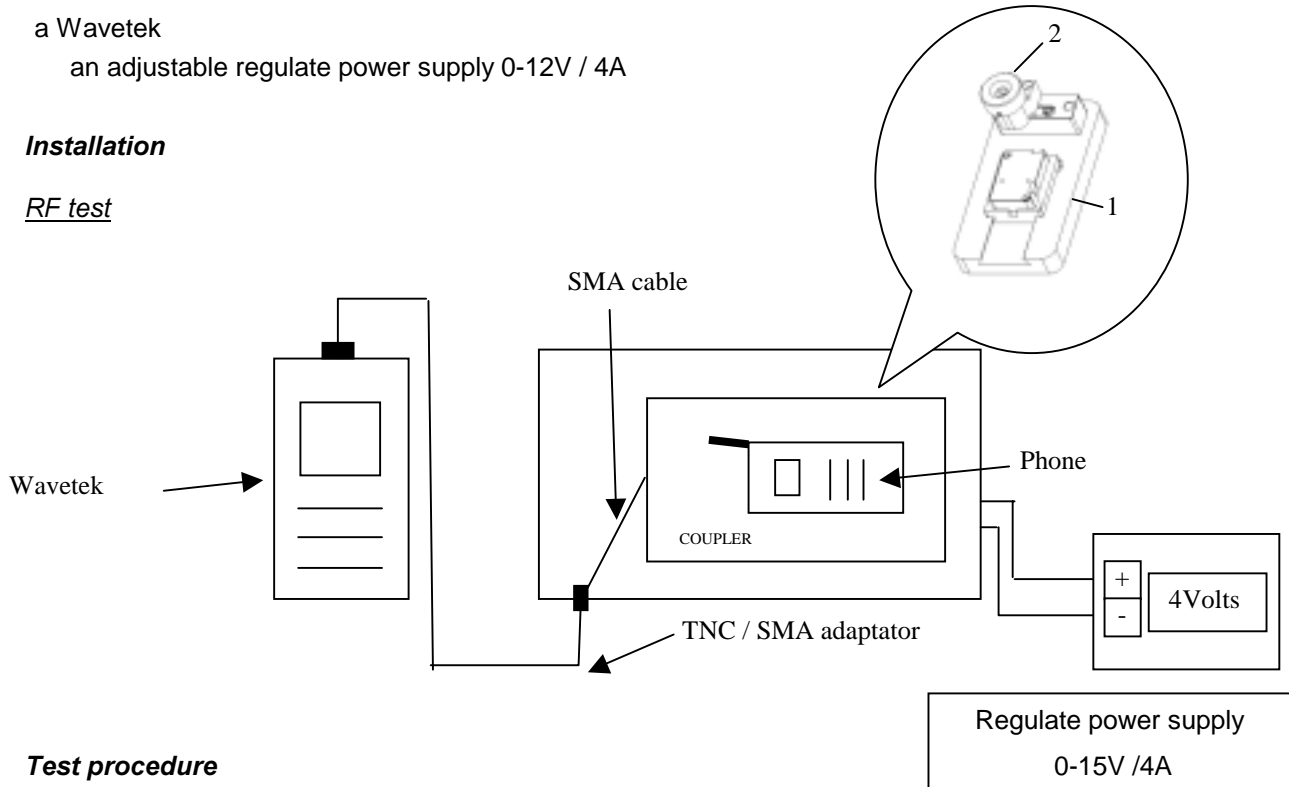 a Wavetek
an adjustable regulate power supply 0-12V / 4A
2
Installation
RF test
1
SMA cable
Wavetek
Phone
COUPLER
+
4Volts
-
TNC / SMA adaptator
Regulate power supply
0-15V /4A
Test procedure